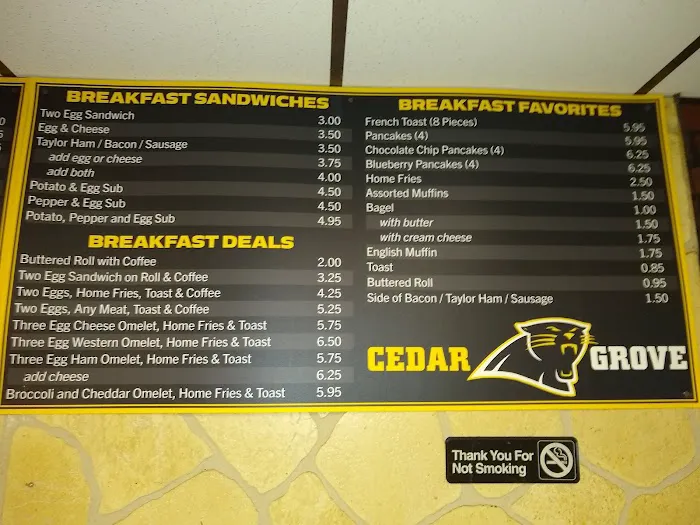 BREAKFAST SANDWICHES
Two Egg Sandwich 3.00
Egg & Cheese 3.50
Taylor Ham / Bacon / Sausage 3.50
add egg or cheese 3.75
add both 4.00
Potato & Egg Sub 4.50
Pepper & Egg Sub 4.50
Potato, Pepper and Egg Sub 4.95
BREAKFAST DEALS
Buttered Roll with Coffee 2.00
Two Egg Sandwich on Roll & Coffee 3.25
Two Eggs, Home Fries, Toast & Coffee 4.25
Two Eggs, Any Meat, Toast & Coffee 5.25
Three Egg Cheese Omelet, Home Fries & Toast 5.75
Three Egg Western Omelet, Home Fries & Toast 6.50
Three Egg Ham Omelet, Home Fries & Toast 5.75
add cheese 6.25
Broccoli and Cheddar Omelet, Home Fries & Toast 5.95
BREAKFAST FAVORITES
French Toast (8 Pieces) 5.95
Pancakes (4) 5.95
Chocolate Chip Pancakes (4) 6.25
Blueberry Pancakes (4) 6.25
Home Fries 2.50
Assorted Muffins 1.50
Bagel 1.00
with butter 1.50
with cream cheese 1.75
English Muffin 1.75
Toast 0.85
Buttered Roll 0.95
Side of Bacon / Taylor Ham / Sausage 1.50
CEDAR GROVE
Thank You For
Not Smoking